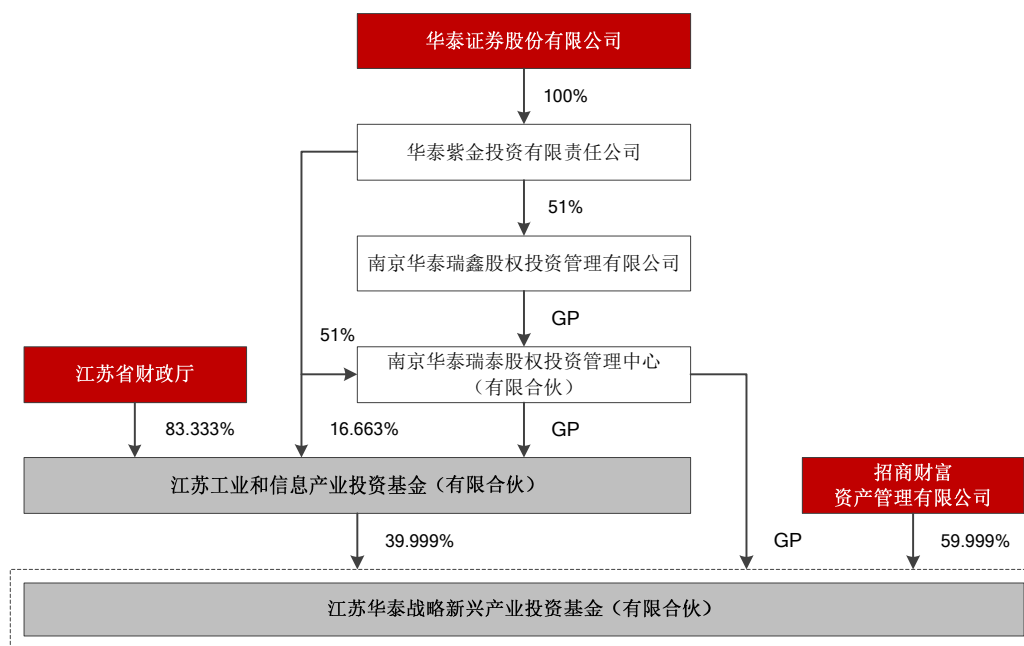 华泰证券股份有限公司
100%
华泰紫金投资有限责任公司
51%
南京华泰瑞鑫股权投资管理有限公司
GP
51%
江苏省财政厅
南京华泰瑞泰股权投资管理中心
（有限合伙）
83.333%
16.663%
GP
江苏工业和信息产业投资基金（有限合伙）
招商财富
资产管理有限公司
39.999%
GP
59.999%
江苏华泰战略新兴产业投资基金（有限合伙）